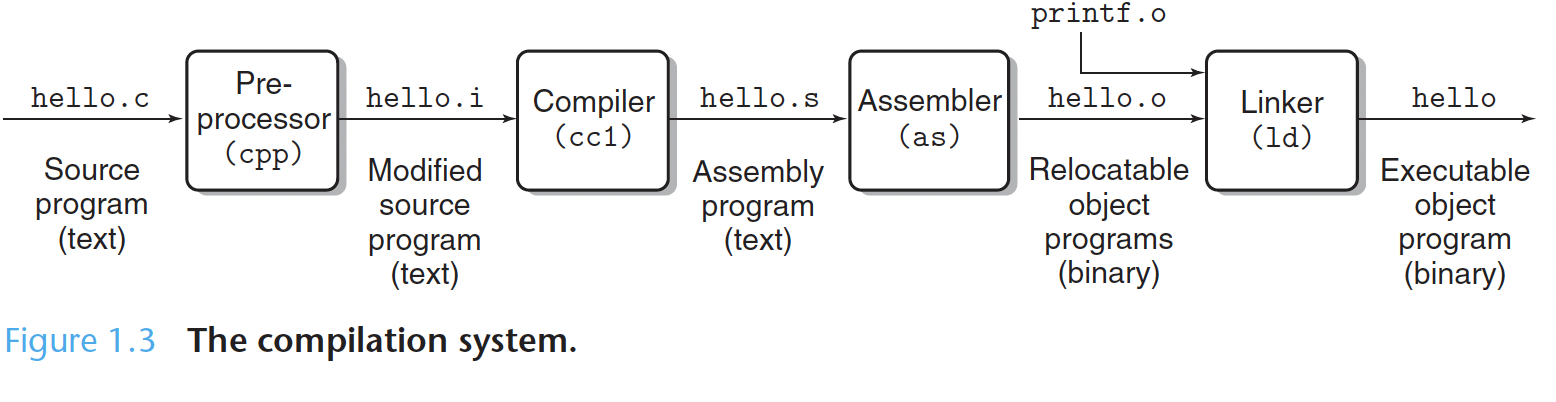 printf.o
hello.c
Pre-
processor
(cpp)
hello.i
Compiler
(cc1)
hello.s
Assembler
(as)
hello.o
Linker
(ld)
hello
Source
program
(text)
Modified
source
program
(text)
Assembly
program
(text)
Relocatable
object
programs
(binary)
Executable
object
program
(binary)
Figure 1.3 The compilation system.